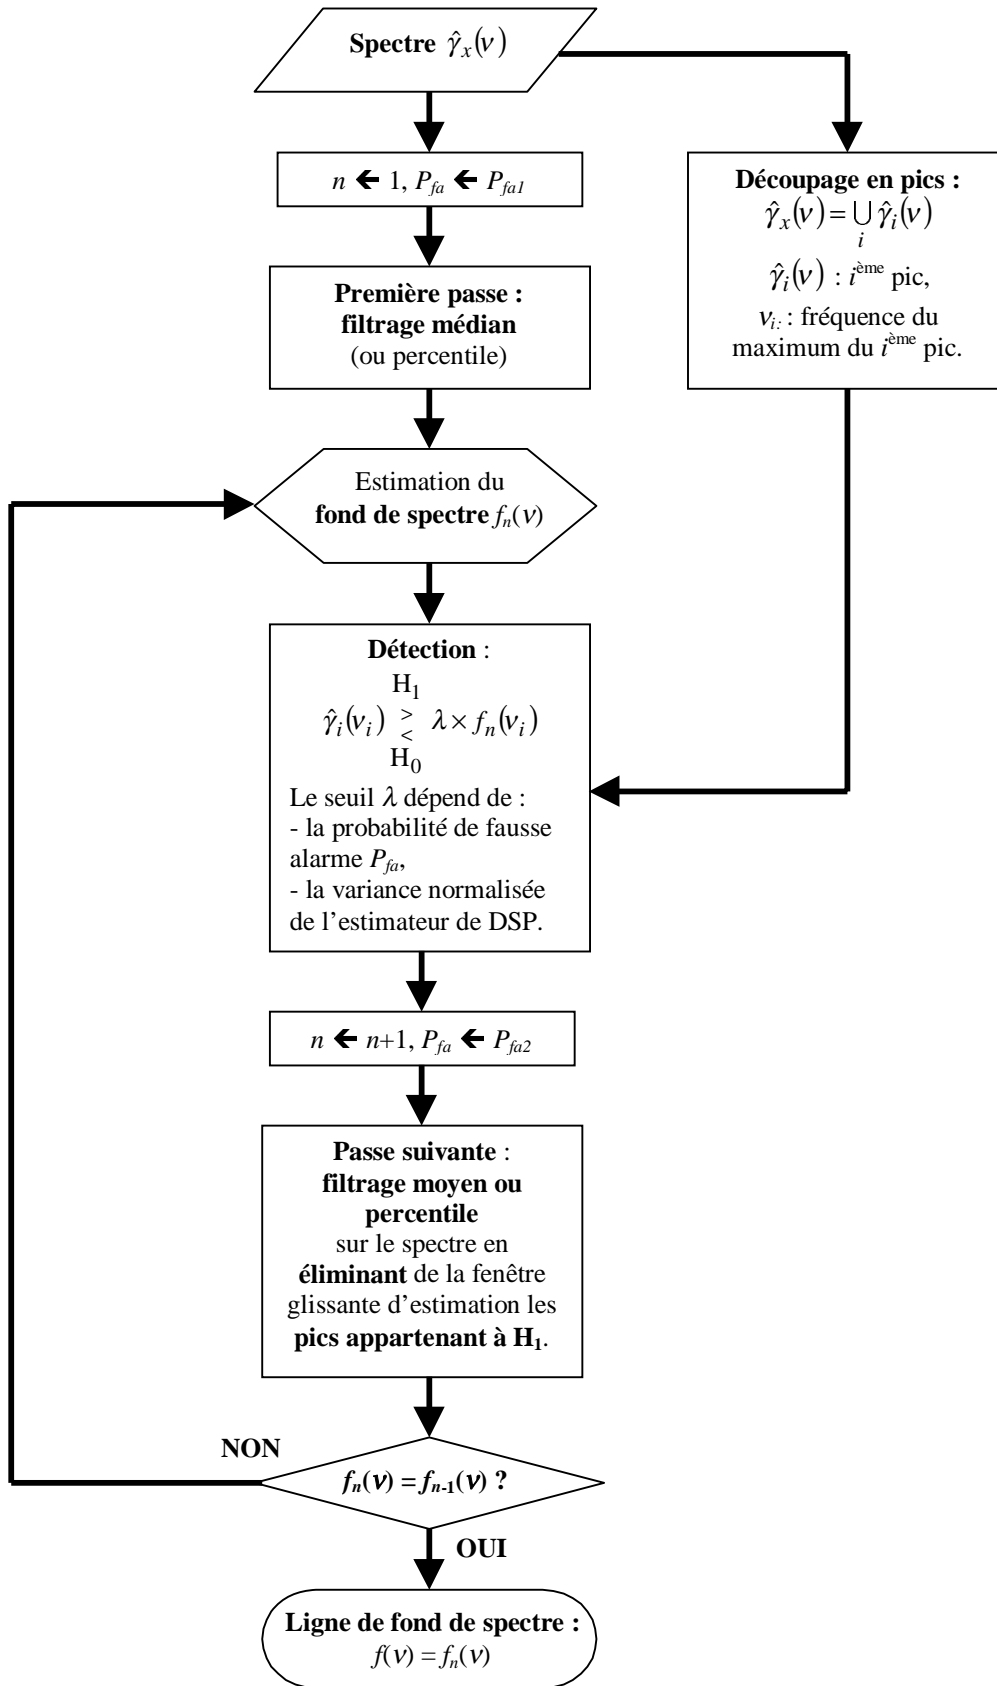 Spectre γ̂x(ν)
n ← 1, Pfa ← Pfa1
Découpage en pics :
γ̂x(ν) = ⋃ γ̂i(ν)
i
γ̂i(ν) : ième pic,
νi: : fréquence du
maximum du ième pic.
Première passe :
filtrage médian
(ou percentile)
Estimation du
fond de spectre fn(ν)
Détection :
H1
γ̂i(νi) > < λ × fn(νi)
H0
Le seuil λ dépend de :
- la probabilité de fausse
alarme Pfa,
- la variance normalisée
de l’estimateur de DSP.
n ← n+1, Pfa ← Pfa2
Passe suivante :
filtrage moyen ou
percentile
sur le spectre en
éliminant de la fenêtre
glissante d’estimation les
pics appartenant à H1.
NON
fn(ν) = fn-1(ν) ?
OUI
Ligne de fond de spectre :
f(ν) = fn(ν)